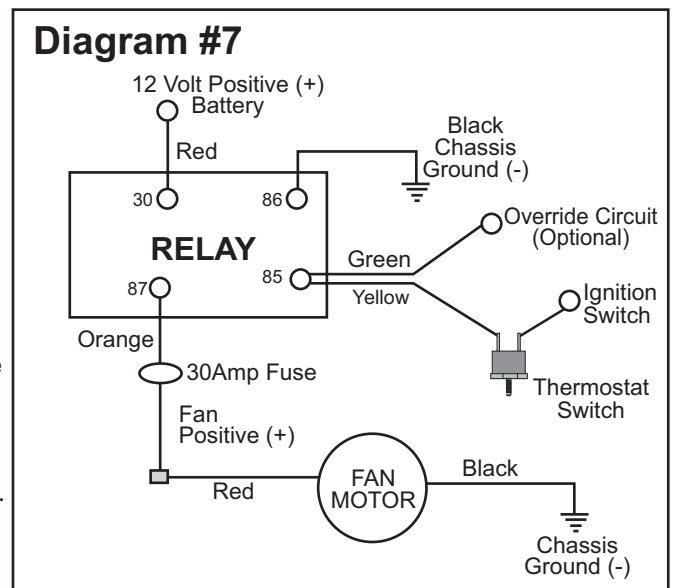 Diagram #7
12 Volt Positive (+)
Battery
Red
Black
Chassis
Ground (-)
30
86
RELAY
Override Circuit
(Optional)
Green
85
87
Yellow
Ignition
Switch
Orange
30Amp Fuse
Thermostat
Switch
Fan
Positive (+)
Red
FAN
MOTOR
Black
Chassis
Ground (-)